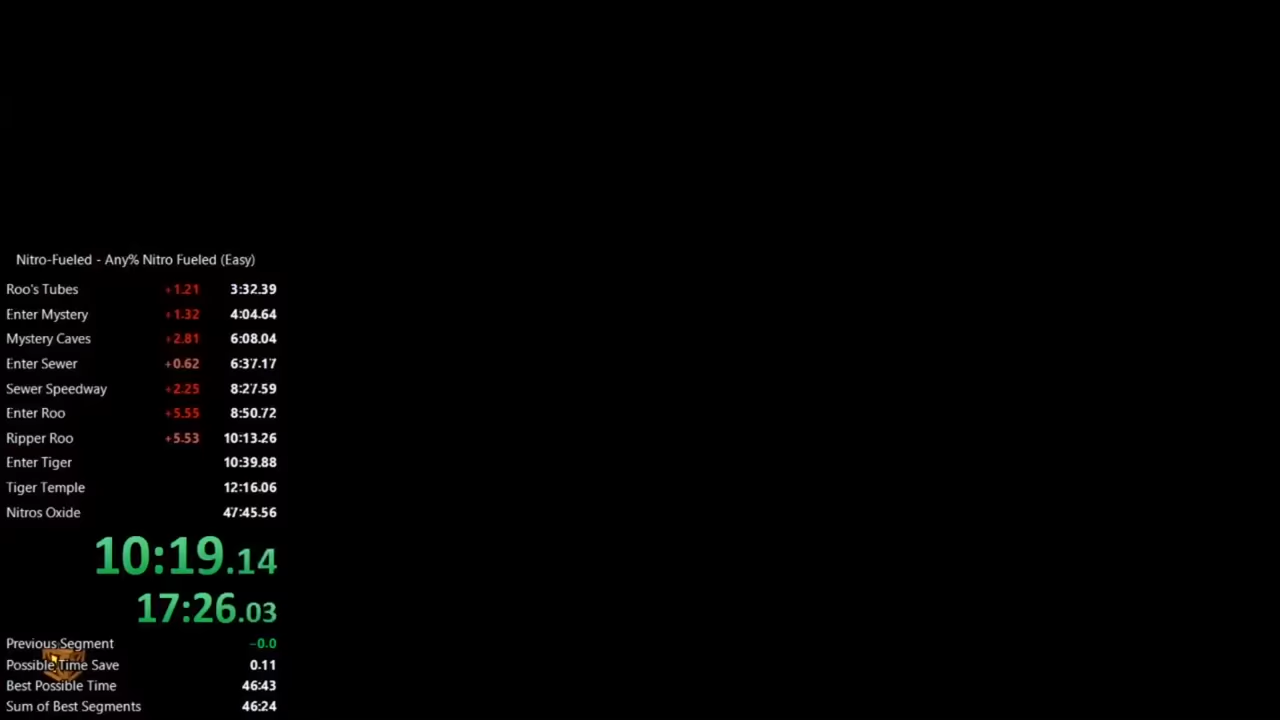 Nitro-Fueled - Any% Nitro Fueled (Easy)
Roo's Tubes +1.21 3:32.39
Enter Mystery +1.32 4:04.64
Mystery Caves +2.81 6:08.04
Enter Sewer +0.62 6:37.17
Sewer Speedway +2.25 8:27.59
Enter Roo +5.55 8:50.72
Ripper Roo +5.53 10:13.26
Enter Tiger 10:39.88
Tiger Temple 12:16.06
Nitros Oxide 47:45.56
10:19.14
17:26.03
Previous Segment -0.0
Possible Time Save 0.11
Best Possible Time 46:43
Sum of Best Segments 46:24